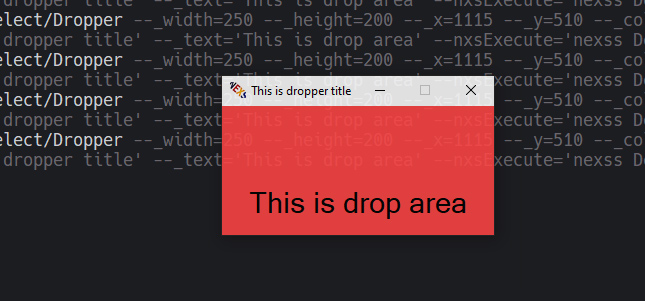 dropper title' --_text='This is drop area' --nxsExecute='nexss De
elect/Dropper --_width=250 --_height=200 --_x=1115 --_y=510 --_co
dropper title' --_text='This is drop area' --nxsExecute='nexss De
elect/Dropper --_width=250 --_height=200 --_x=1115 --_y=510 --_co
dropper title' --_text='This is drop area' --nxsExecute='nexss De
elect/Dropper --_width=250 --_height=200 --_x=1115 --_y=510 --_co
dropper title' --_text='This is drop area' --nxsExecute='nexss De
elect/Dropper --_width=250 --_height=200 --_x=1115 --_y=510 --_co
dropper title' --_text='This is drop area' --nxsExecute='nexss De
This is dropper title
This is drop area